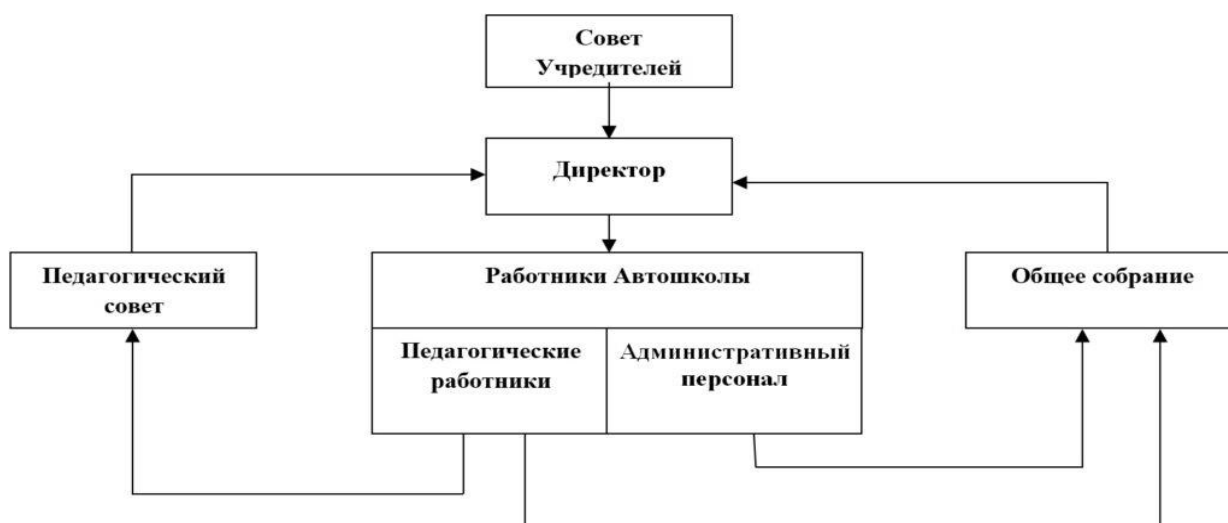 Совет
Учредителей
Директор
Педагогический
совет
Работники Автошколы
Общее собрание
Педагогические
работники
Административный
персонал